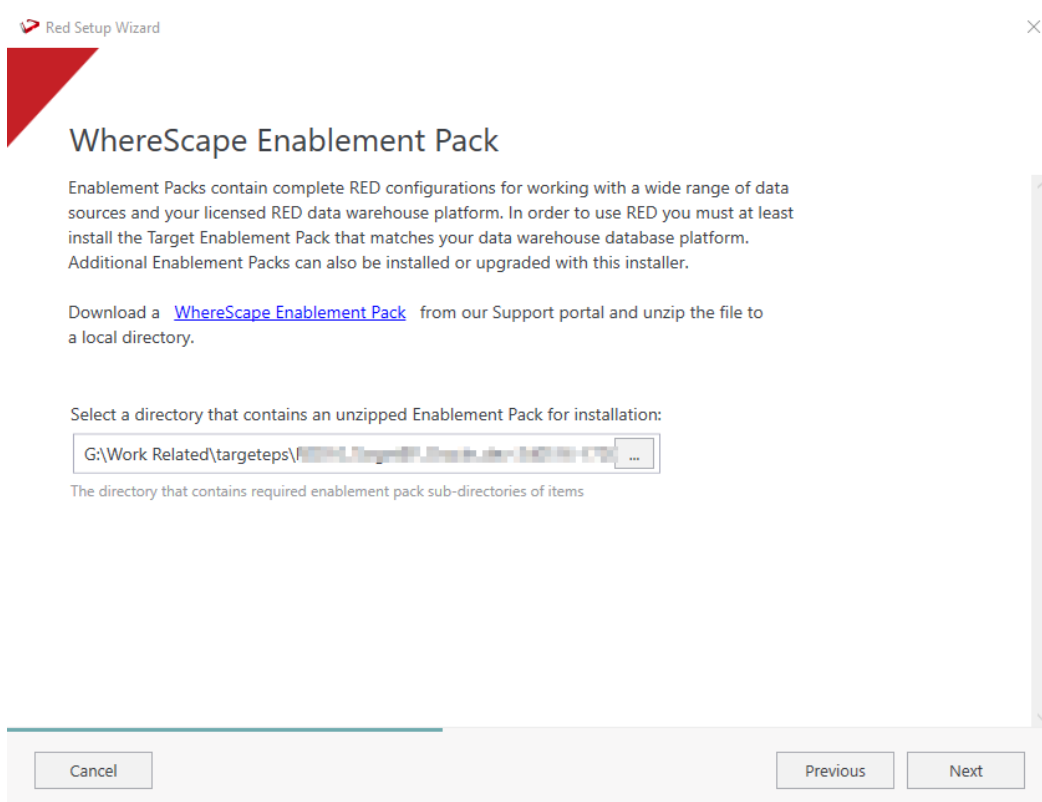 Red Setup Wizard
WhereScape Enablement Pack
Enablement Packs contain complete RED configurations for working with a wide range of data
sources and your licensed RED data warehouse platform. In order to use RED you must at least
install the Target Enablement Pack that matches your data warehouse database platform.
Additional Enablement Packs can also be installed or upgraded with this installer.
Download a WhereScape Enablement Pack from our Support portal and unzip the file to
a local directory.
Select a directory that contains an unzipped Enablement Pack for installation:
G:\Work Related\targeteps\ ...
The directory that contains required enablement pack sub-directories of items
Cancel Previous Next